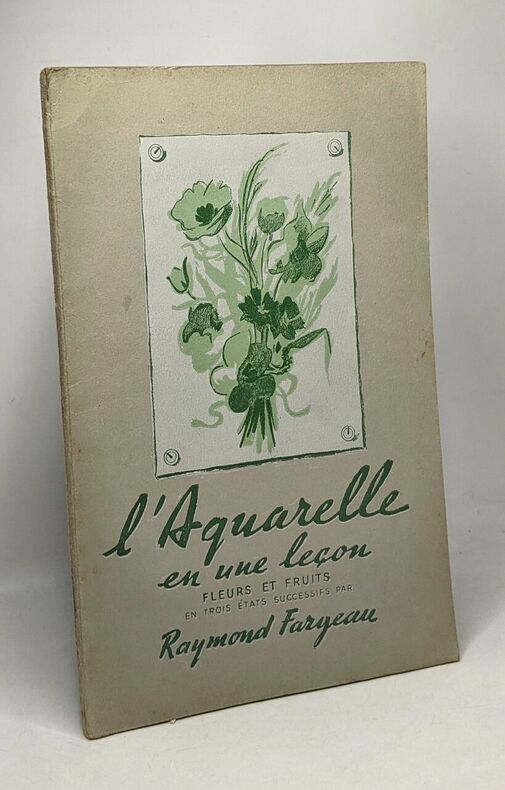 l'Aquarelle
en une leçon
FLEURS ET FRUITS
EN TROIS ÉTATS SUCCESSIFS PAR
Raymond Fargeau